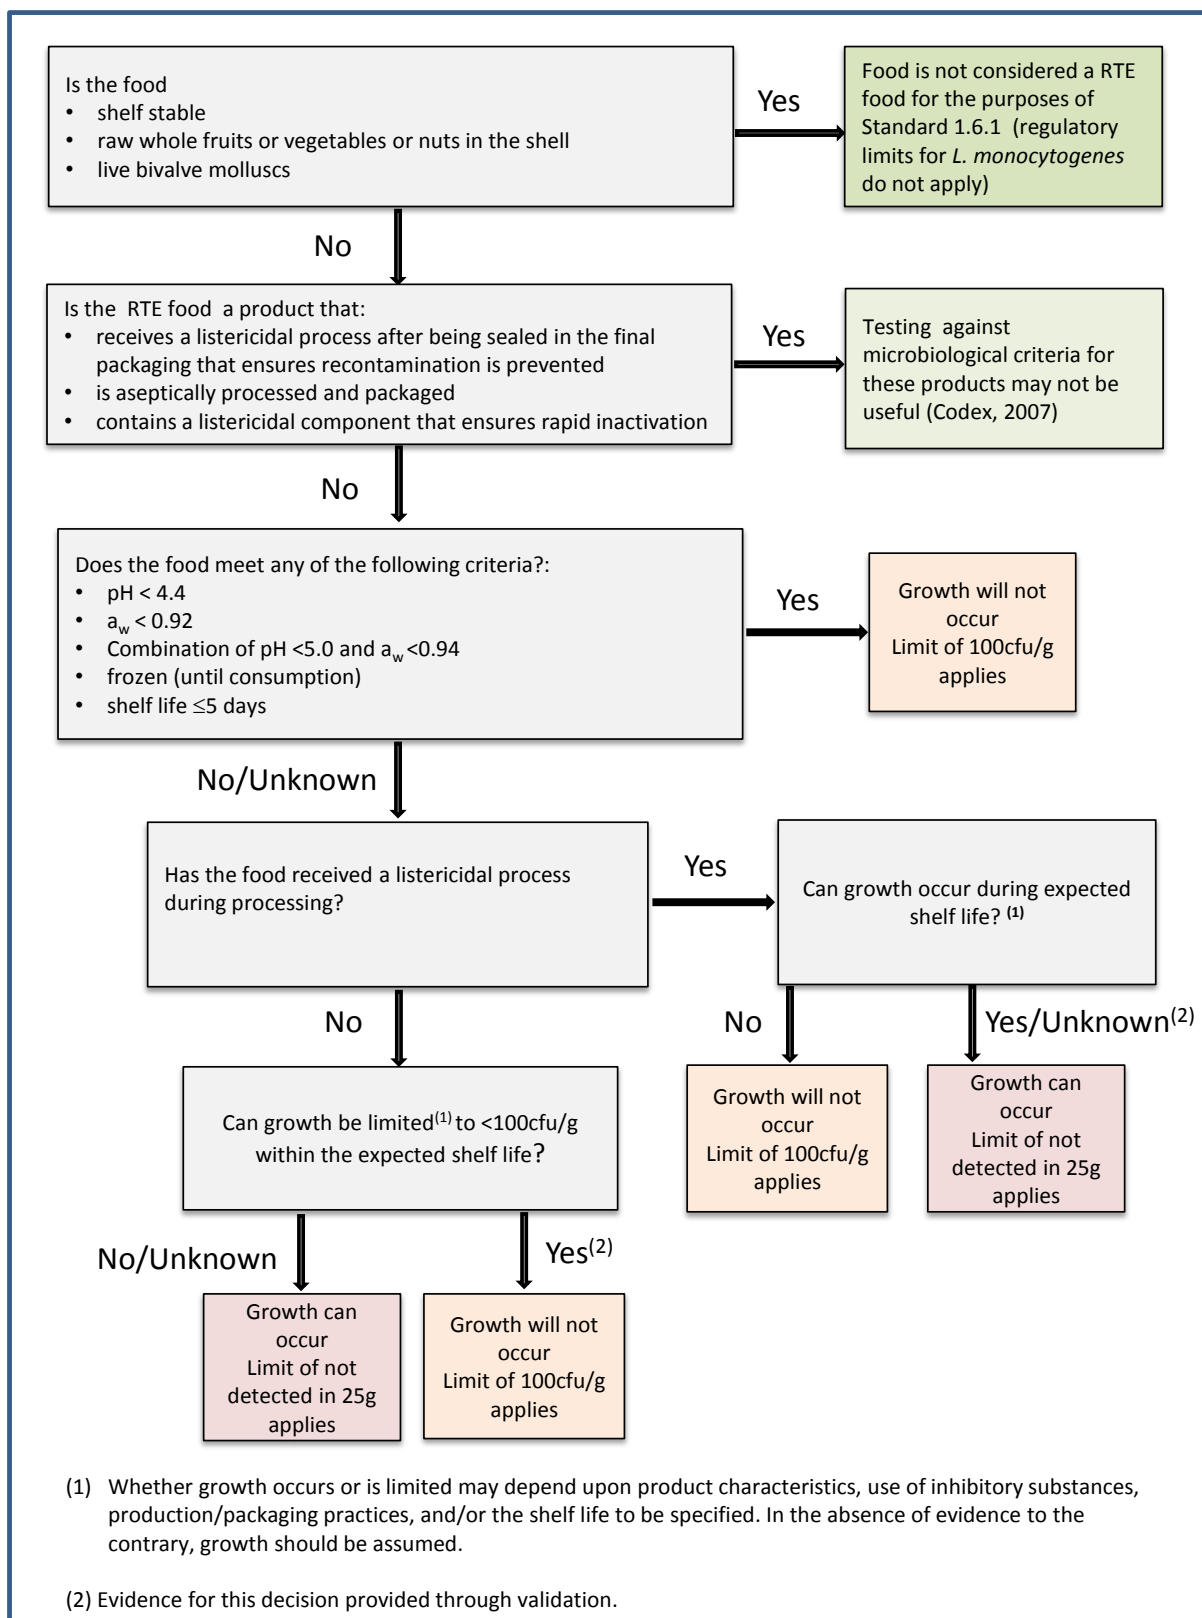 Is the food
• shelf stable
• raw whole fruits or vegetables or nuts in the shell
• live bivalve molluscs
Yes
Food is not considered a RTE
food for the purposes of
Standard 1.6.1 (regulatory
limits for L. monocytogenes
do not apply)
No
Is the RTE food a product that:
• receives a listericidal process after being sealed in the final
packaging that ensures recontamination is prevented
• is aseptically processed and packaged
• contains a listericidal component that ensures rapid inactivation
Yes
Testing against
microbiological criteria for
these products may not be
useful (Codex, 2007)
No
Does the food meet any of the following criteria?:
• pH < 4.4
• aw < 0.92
• Combination of pH <5.0 and aw <0.94
• frozen (until consumption)
• shelf life ≤5 days
Yes
Growth will not
occur
Limit of 100cfu/g
applies
No/Unknown
Has the food received a listericidal process
during processing?
Yes
Can growth occur during expected
shelf life? (1)
No
No
Yes/Unknown(2)
Can growth be limited(1) to <100cfu/g
within the expected shelf life?
Growth will not
occur
Limit of 100cfu/g
applies
Growth can
occur
Limit of not
detected in 25g
applies
No/Unknown
Yes(2)
Growth can
occur
Limit of not
detected in 25g
applies
Growth will not
occur
Limit of 100cfu/g
applies
(1) Whether growth occurs or is limited may depend upon product characteristics, use of inhibitory substances,
production/packaging practices, and/or the shelf life to be specified. In the absence of evidence to the
contrary, growth should be assumed.
(2) Evidence for this decision provided through validation.